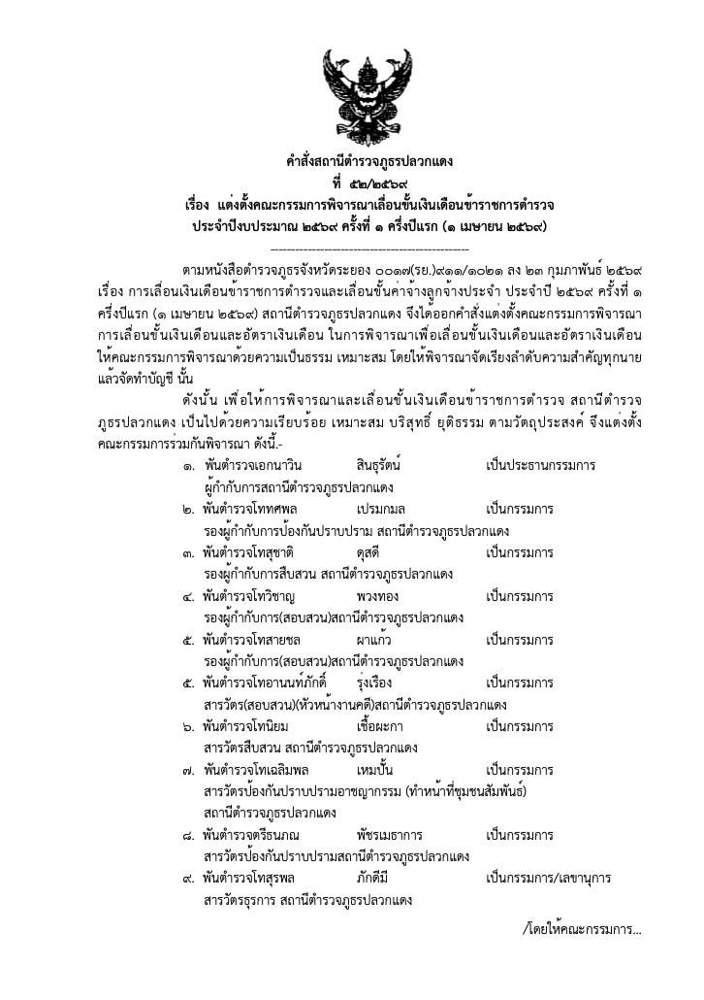 คำสั่งสถานีตำรวจภูธรปลวกแดง
ที่ ๕๒/๒๕๖๙
เรื่อง แต่งตั้งคณะกรรมการพิจารณาเลื่อนขั้นเงินเดือนข้าราชการตำรวจ
ประจำปีงบประมาณ ๒๕๖๙ ครั้งที่ ๑ ครึ่งปีแรก (๑ เมษายน ๒๕๖๙)
--------------------------------------------------
ตามหนังสือตำรวจภูธรจังหวัดระยอง ๐๐๑๗(รย.)๙๑๑/๑๐๒๑ ลง ๒๓ กุมภาพันธ์ ๒๕๖๙
เรื่อง การเลื่อนเงินเดือนข้าราชการตำรวจและเลื่อนขั้นค่าจ้างลูกจ้างประจำ ประจำปี ๒๕๖๙ ครั้งที่ ๑
ครึ่งปีแรก (๑ เมษายน ๒๕๖๙) สถานีตำรวจภูธรปลวกแดง จึงได้ออกคำสั่งแต่งตั้งคณะกรรมการพิจารณา
การเลื่อนขั้นเงินเดือนและอัตราเงินเดือน ในการพิจารณาเพื่อเลื่อนขั้นเงินเดือนและอัตราเงินเดือน
ให้คณะกรรมการพิจารณาด้วยความเป็นธรรม เหมาะสม โดยให้พิจารณาจัดเรียงลำดับความสำคัญทุกนาย
แล้วจัดทำบัญชี นั้น
ดังนั้น เพื่อให้การพิจารณาและเลื่อนขั้นเงินเดือนข้าราชการตำรวจ สถานีตำรวจ
ภูธรปลวกแดง เป็นไปด้วยความเรียบร้อย เหมาะสม บริสุทธิ์ ยุติธรรม ตามวัตถุประสงค์ จึงแต่งตั้ง
คณะกรรมการร่วมกันพิจารณา ดังนี้.-
๑. พันตำรวจเอกนาวิน สินธุรัตน์ เป็นประธานกรรมการ
ผู้กำกับการสถานีตำรวจภูธรปลวกแดง
๒. พันตำรวจโททศพล เปรมกมล เป็นกรรมการ
รองผู้กำกับการป้องกันปราบปราม สถานีตำรวจภูธรปลวกแดง
๓. พันตำรวจโทสุชาติ ดุสดี เป็นกรรมการ
รองผู้กำกับการสืบสวน สถานีตำรวจภูธรปลวกแดง
๔. พันตำรวจโทวิชาญ พวงทอง เป็นกรรมการ
รองผู้กำกับการ(สอบสวน)สถานีตำรวจภูธรปลวกแดง
๕. พันตำรวจโทสายชล ผาแก้ว เป็นกรรมการ
รองผู้กำกับการ(สอบสวน)สถานีตำรวจภูธรปลวกแดง
๕. พันตำรวจโทอานนท์ภักดิ์ รุ่งเรือง เป็นกรรมการ
สารวัตร(สอบสวน)(หัวหน้างานคดี)สถานีตำรวจภูธรปลวกแดง
๖. พันตำรวจโทนิยม เชื้อผะกา เป็นกรรมการ
สารวัตรสืบสวน สถานีตำรวจภูธรปลวกแดง
๗. พันตำรวจโทเฉลิมพล เหมปั้น เป็นกรรมการ
สารวัตรป้องกันปราบปรามอาชญากรรม (ทำหน้าที่ชุมชนสัมพันธ์)
สถานีตำรวจภูธรปลวกแดง
๘. พันตำรวจตรีธนภณ พัชรเมธาการ เป็นกรรมการ
สารวัตรป้องกันปราบปรามสถานีตำรวจภูธรปลวกแดง
๙. พันตำรวจโทสุรพล ภักดีมี เป็นกรรมการ/เลขานุการ
สารวัตรธุรการ สถานีตำรวจภูธรปลวกแดง
/โดยให้คณะกรรมการ...